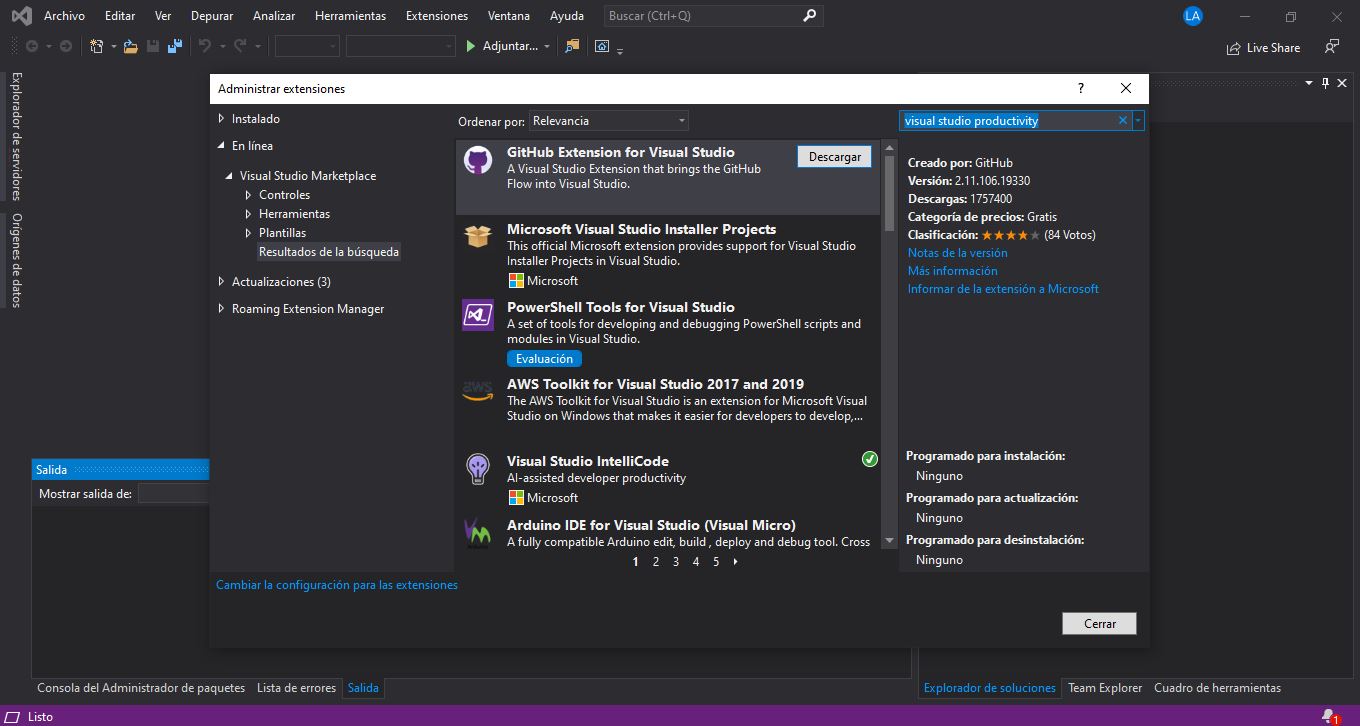 Archivo Editar Ver Depurar Analizar Herramientas Extensiones Ventana Ayuda Buscar (Ctrl+Q) LA
Adjuntar... Live Share
Explorador de servidores
Orígenes de datos
Administrar extensiones ?
Instalado
En línea
Visual Studio Marketplace
Controles
Herramientas
Plantillas
Resultados de la búsqueda
Actualizaciones (3)
Roaming Extension Manager
Ordenar por: Relevancia
visual studio productivity
GitHub Extension for Visual Studio
A Visual Studio Extension that brings the GitHub
Flow into Visual Studio.
Descargar
Microsoft Visual Studio Installer Projects
This official Microsoft extension provides support for Visual Studio
Installer Projects in Visual Studio.
Microsoft
PowerShell Tools for Visual Studio
A set of tools for developing and debugging PowerShell scripts and
modules in Visual Studio.
Evaluación
aws
AWS Toolkit for Visual Studio 2017 and 2019
The AWS Toolkit for Visual Studio is an extension for Microsoft Visual
Studio on Windows that makes it easier for developers to develop,...
Visual Studio IntelliCode
AI-assisted developer productivity
Microsoft
Arduino IDE for Visual Studio (Visual Micro)
A fully compatible Arduino edit, build , deploy and debug tool. Cross
1 2 3 4 5
Creado por: GitHub
Versión: 2.11.106.19330
Descargas: 1757400
Categoría de precios: Gratis
Clasificación: (84 Votos)
Notas de la versión
Más información
Informar de la extensión a Microsoft
Programado para instalación:
Ninguno
Programado para actualización:
Ninguno
Programado para desinstalación:
Ninguno
Cambiar la configuración para las extensiones
Cerrar
Salida
Mostrar salida de:
Consola del Administrador de paquetes Lista de errores Salida
Explorador de soluciones Team Explorer Cuadro de herramientas
Listo 1